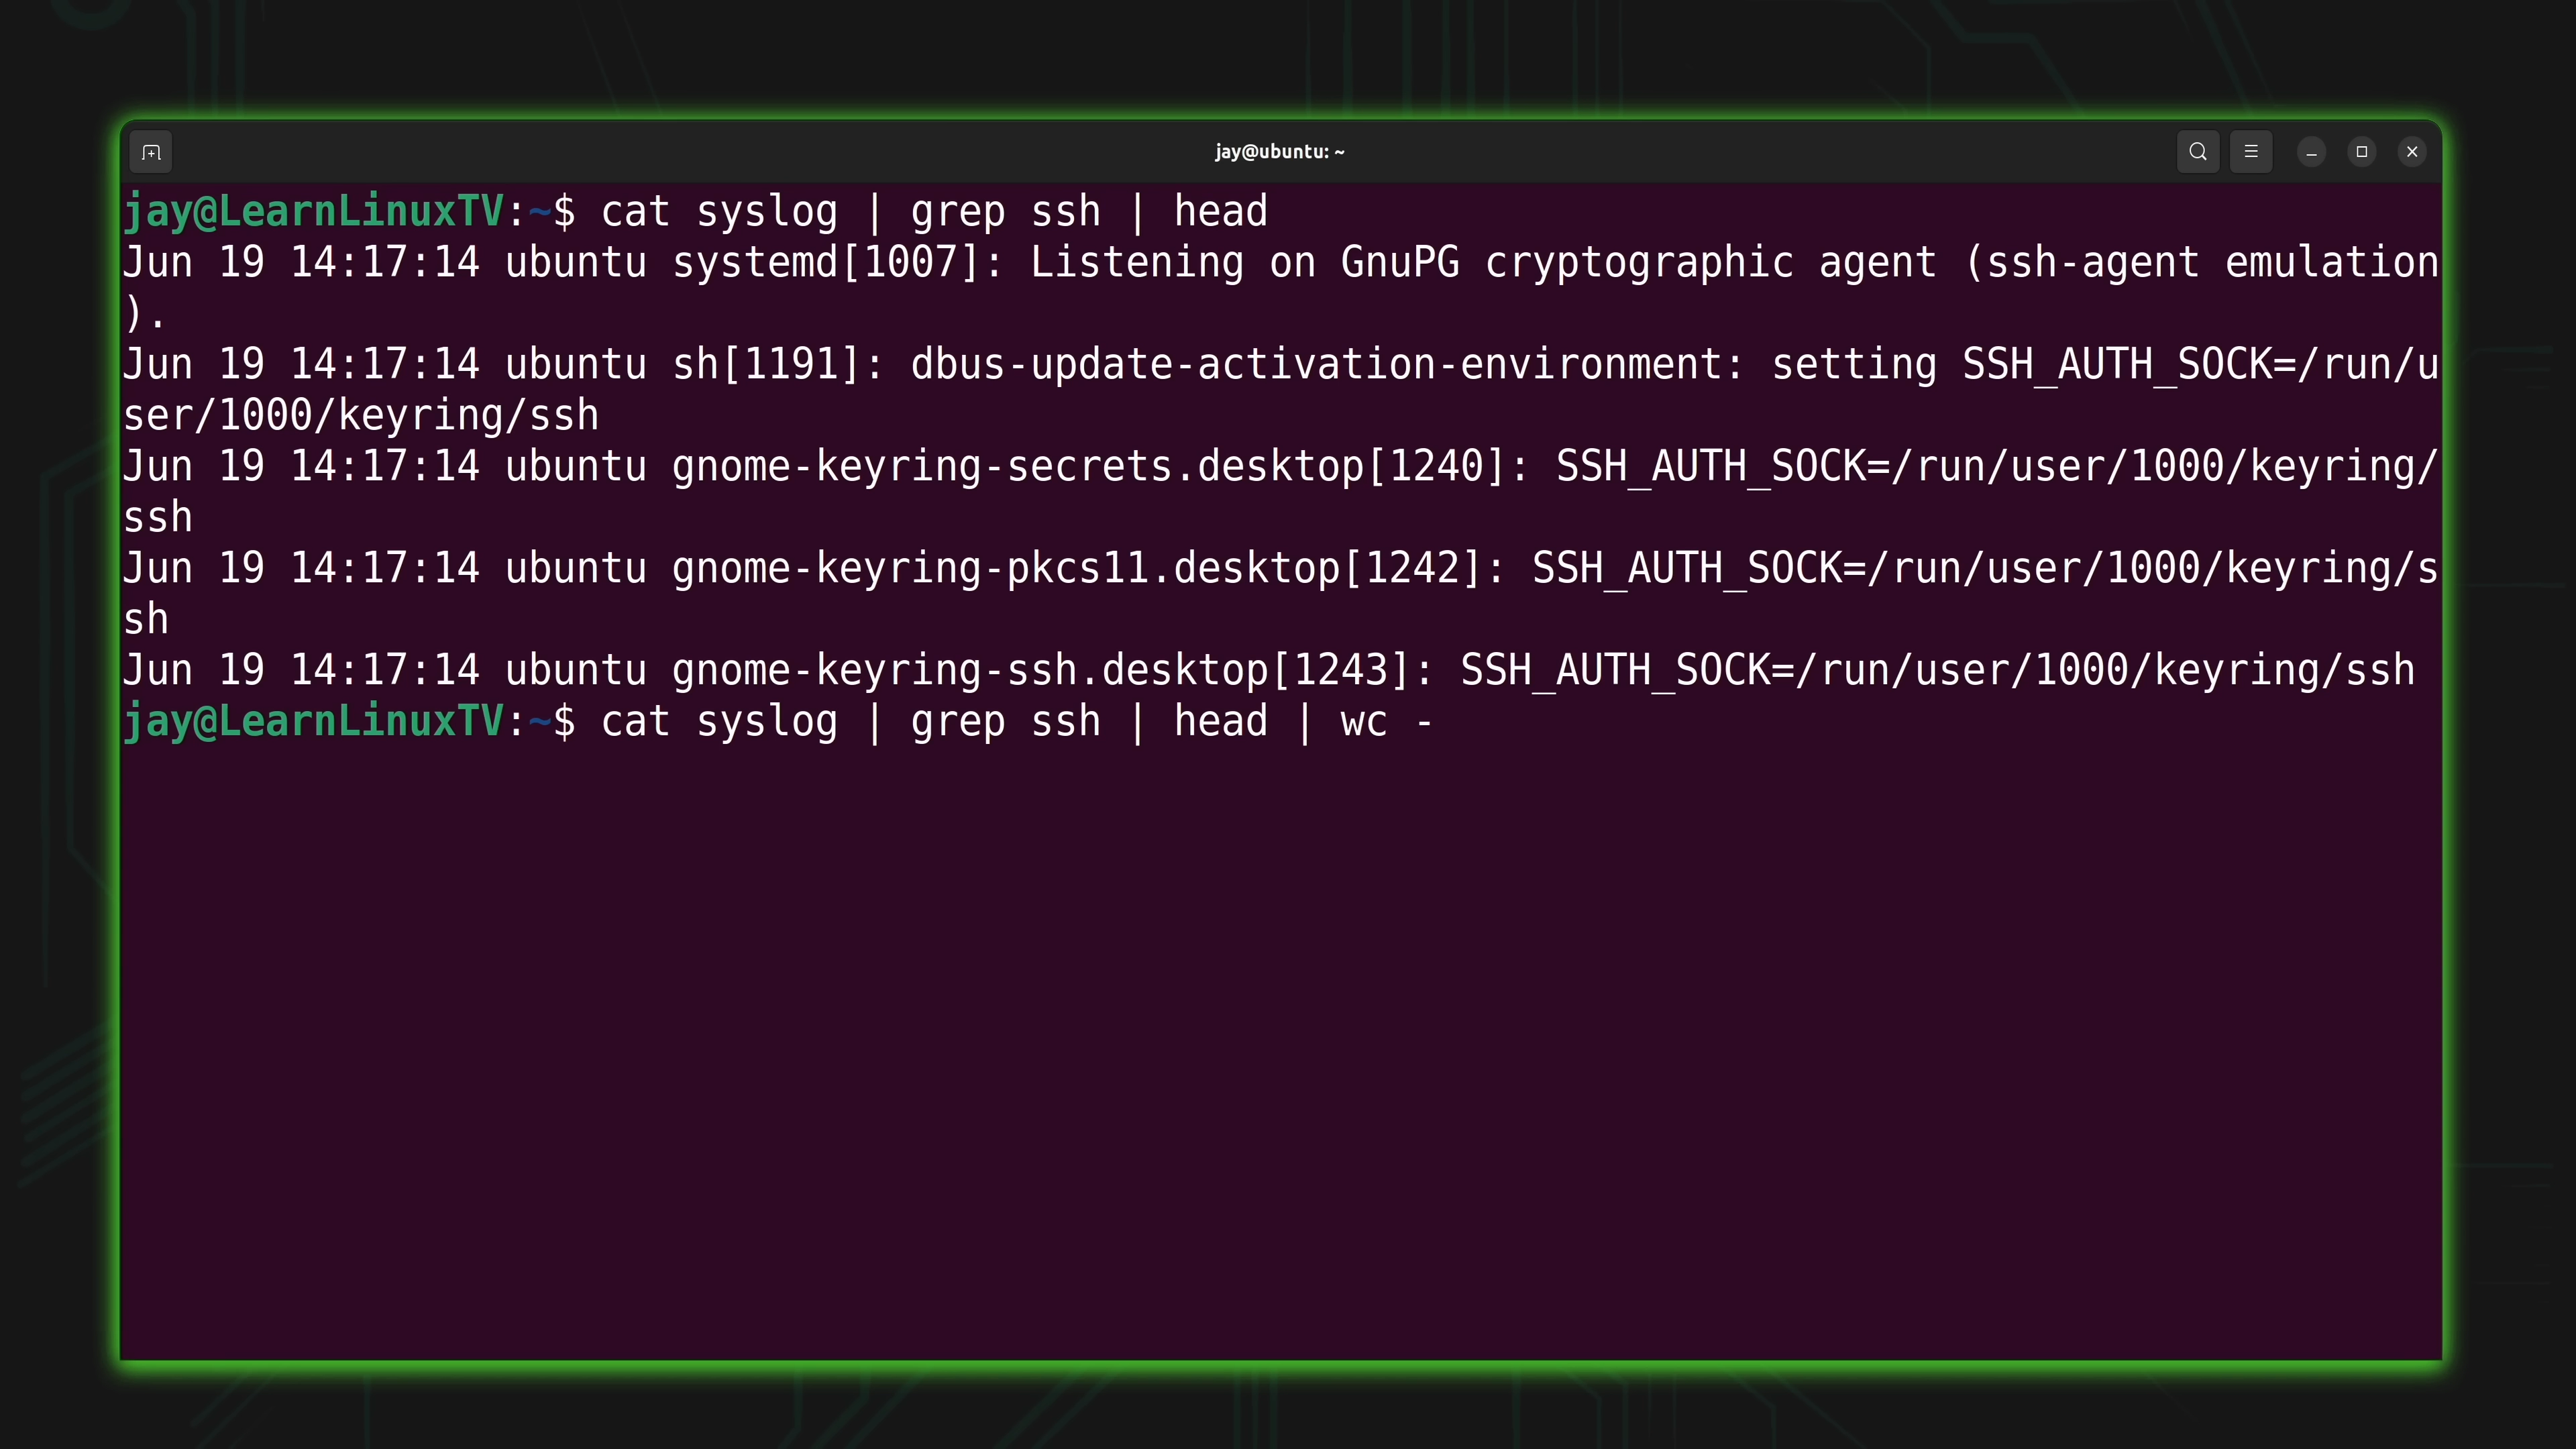 jay@ubuntu: ~
jay@LearnLinuxTV:~$ cat syslog | grep ssh | head
Jun 19 14:17:14 ubuntu systemd[1007]: Listening on GnuPG cryptographic agent (ssh-agent emulation
).
Jun 19 14:17:14 ubuntu sh[1191]: dbus-update-activation-environment: setting SSH_AUTH_SOCK=/run/u
ser/1000/keyring/ssh
Jun 19 14:17:14 ubuntu gnome-keyring-secrets.desktop[1240]: SSH_AUTH_SOCK=/run/user/1000/keyring/
ssh
Jun 19 14:17:14 ubuntu gnome-keyring-pkcs11.desktop[1242]: SSH_AUTH_SOCK=/run/user/1000/keyring/s
sh
Jun 19 14:17:14 ubuntu gnome-keyring-ssh.desktop[1243]: SSH_AUTH_SOCK=/run/user/1000/keyring/ssh
jay@LearnLinuxTV:~$ cat syslog | grep ssh | head | wc -